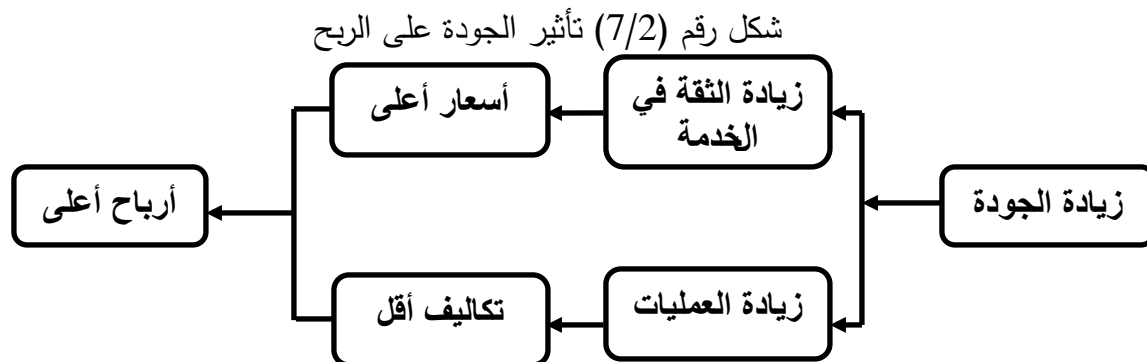 شكل رقم (7/2) تأثير الجودة على الربح
زيادة الجودة
زيادة الثقة في
الخدمة
أسعار أعلى
زيادة العمليات
تكاليف أقل
أرباح أعلى